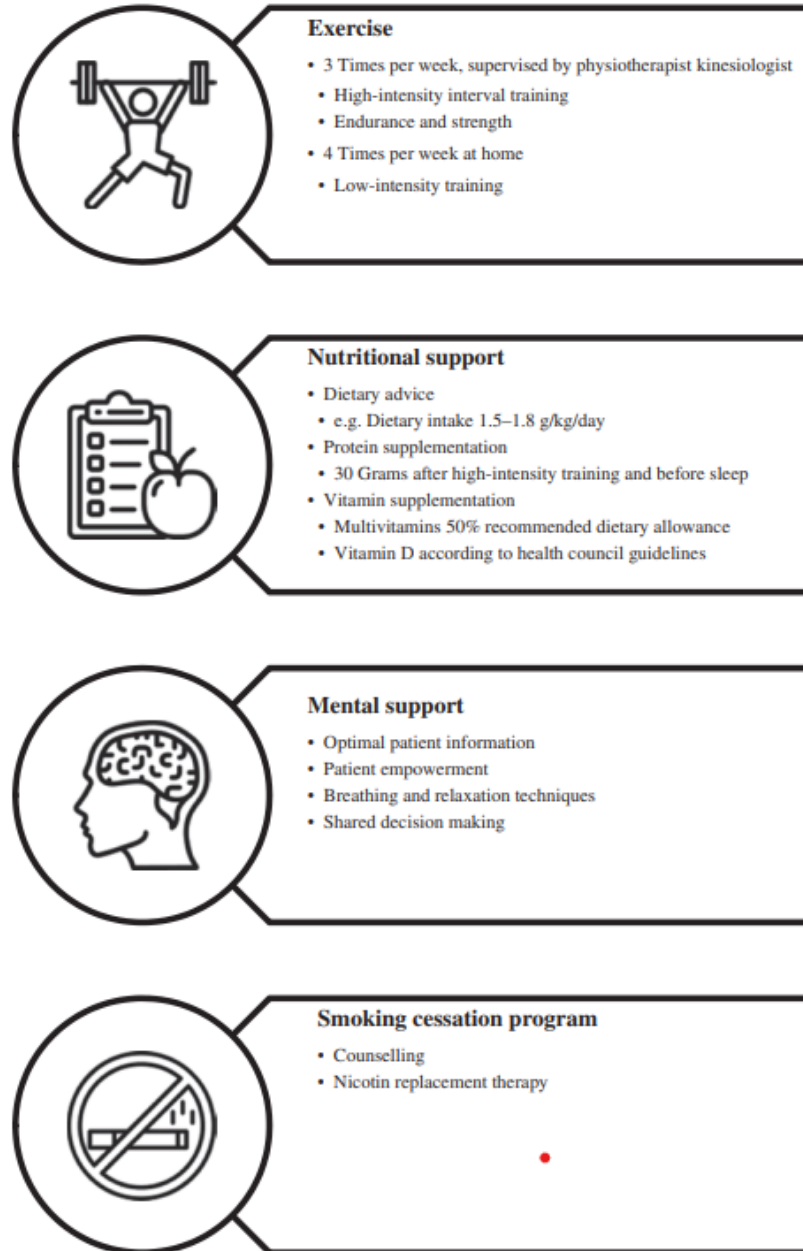 Exercise
• 3 Times per week, supervised by physiotherapist kinesiologist
• High-intensity interval training
• Endurance and strength
• 4 Times per week at home
• Low-intensity training
Nutritional support
• Dietary advice
• e.g. Dietary intake 1.5–1.8 g/kg/day
• Protein supplementation
• 30 Grams after high-intensity training and before sleep
• Vitamin supplementation
• Multivitamins 50% recommended dietary allowance
• Vitamin D according to health council guidelines
Mental support
• Optimal patient information
• Patient empowerment
• Breathing and relaxation techniques
• Shared decision making
Smoking cessation program
• Counselling
• Nicotin replacement therapy